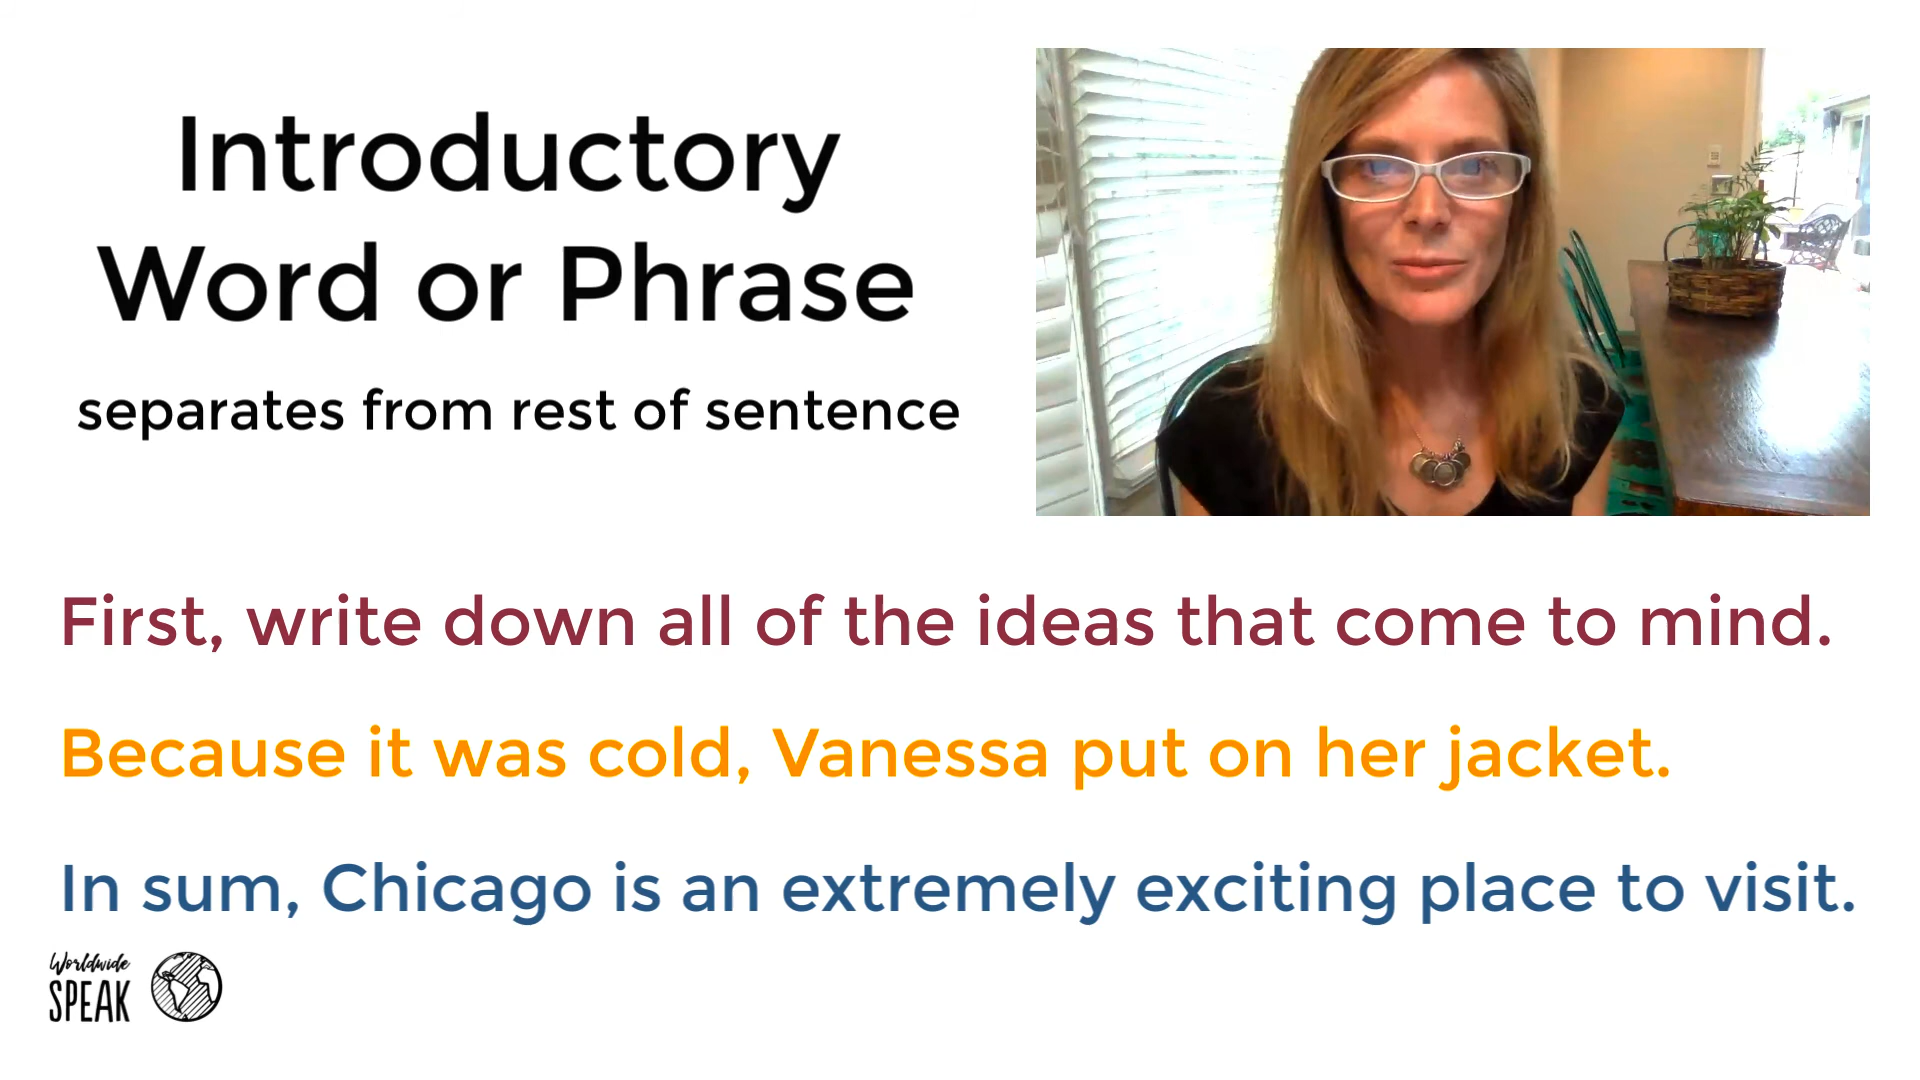 Introductory
Word or Phrase
separates from rest of sentence
First, write down all of the ideas that come to mind.
Because it was cold, Vanessa put on her jacket.
In sum, Chicago is an extremely exciting place to visit.
Worldwide
SPEAK